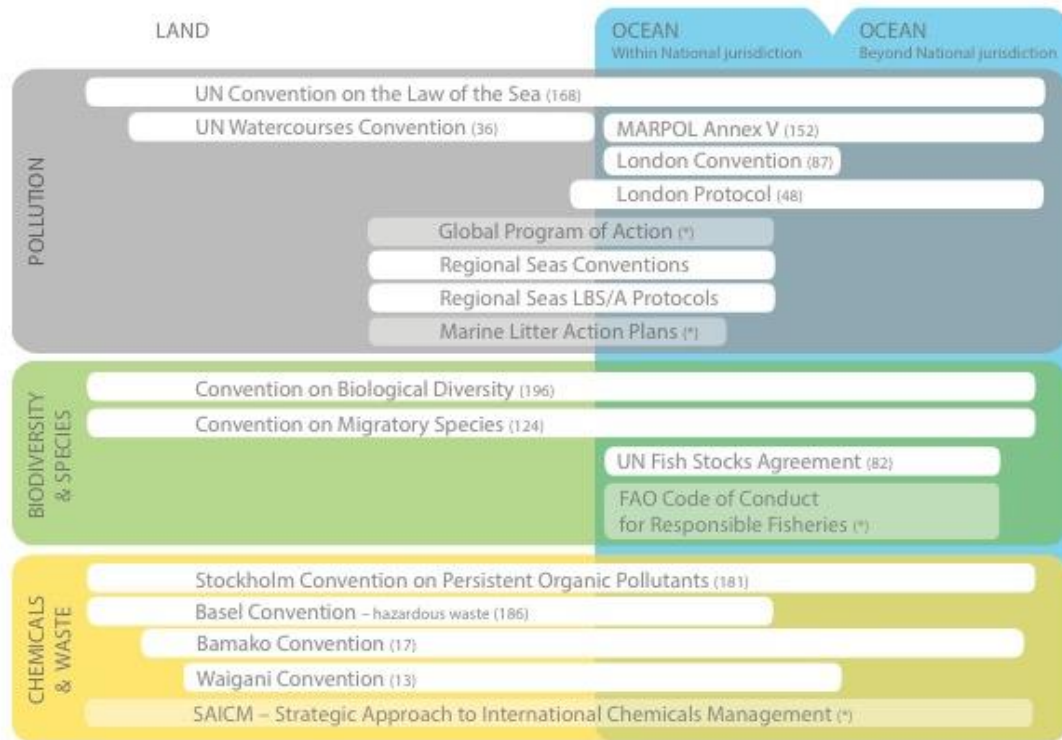 LAND
OCEAN
Within National jurisdiction
OCEAN
Beyond National jurisdiction
POLLUTION
UN Convention on the Law of the Sea (168)
UN Watercourses Convention (36)
MARPOL Annex V (152)
London Convention (87)
London Protocol (48)
Global Program of Action (*)
Regional Seas Conventions
Regional Seas LBS/A Protocols
Marine Litter Action Plans (*)
BIODIVERSITY
& SPECIES
Convention on Biological Diversity (196)
Convention on Migratory Species (124)
UN Fish Stocks Agreement (82)
FAO Code of Conduct
for Responsible Fisheries (*)
CHEMICALS
& WASTE
Stockholm Convention on Persistent Organic Pollutants (181)
Basel Convention – hazardous waste (186)
Bamako Convention (17)
Waigani Convention (13)
SAICM – Strategic Approach to International Chemicals Management (*)